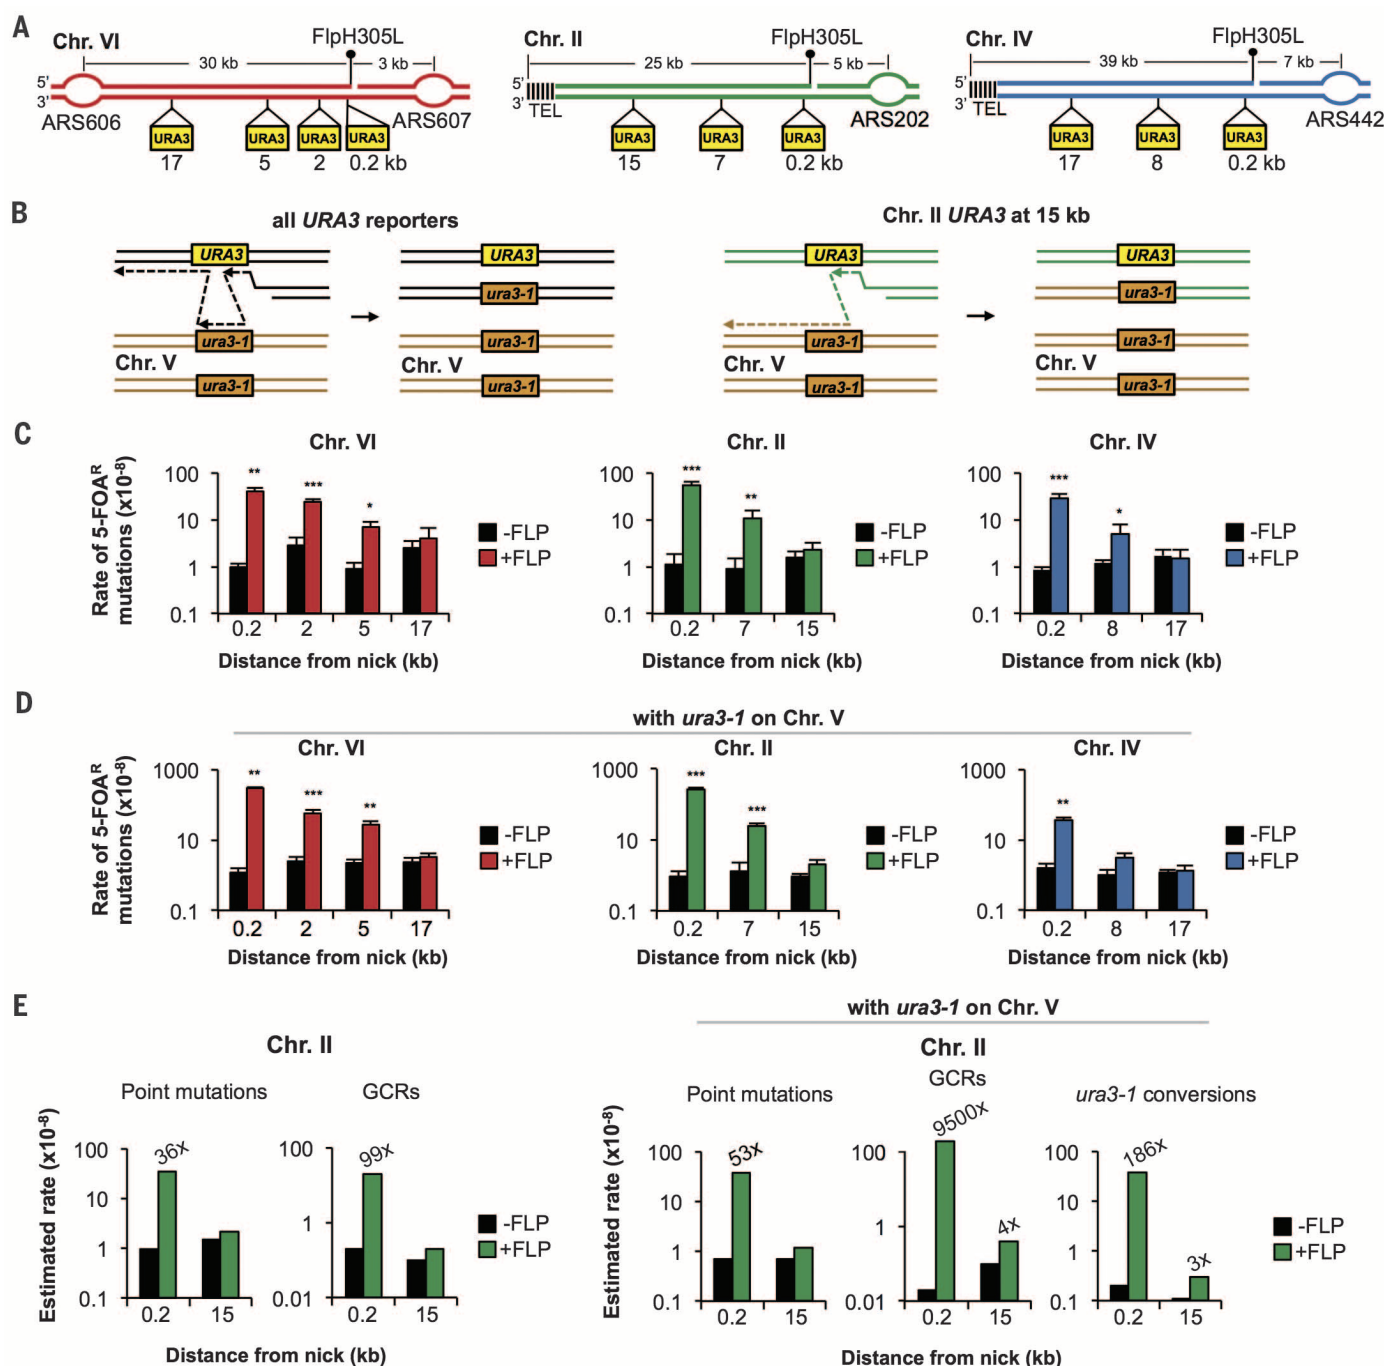 A
Chr. VI
FlpH305L
30 kb
3 kb
5'
3'
ARS606
ARS607
URA3
URA3
URA3
URA3
17
5
2
0.2 kb
Chr. II
FlpH305L
25 kb
5 kb
5'
3'
TEL
ARS202
URA3
URA3
URA3
15
7
0.2 kb
Chr. IV
FlpH305L
39 kb
7 kb
5'
3'
TEL
ARS442
URA3
URA3
URA3
17
8
0.2 kb
B
all URA3 reporters
URA3
ura3-1
Chr. V
ura3-1
URA3
ura3-1
ura3-1
ura3-1
Chr. II URA3 at 15 kb
URA3
ura3-1
Chr. V
ura3-1
URA3
ura3-1
ura3-1
Chr. V
ura3-1
C
Rate of 5-FOAᴿ
mutations (x10⁻⁸)
Chr. VI
100
10
1
0.1
**
***
*
0.2 2 5 17
Distance from nick (kb)
-FLP
+FLP
Chr. II
100
10
1
0.1
***
**
0.2 7 15
Distance from nick (kb)
-FLP
+FLP
Chr. IV
100
10
1
0.1
***
*
0.2 8 17
Distance from nick (kb)
-FLP
+FLP
D
with ura3-1 on Chr. V
Rate of 5-FOAᴿ
mutations (x10⁻⁸)
Chr. VI
1000
10
0.1
**
***
**
0.2 2 5 17
Distance from nick (kb)
-FLP
+FLP
Chr. II
1000
10
0.1
***
***
0.2 7 15
Distance from nick (kb)
-FLP
+FLP
Chr. IV
1000
10
0.1
**
0.2 8 17
Distance from nick (kb)
-FLP
+FLP
E
Chr. II
Estimated rate (x10⁻⁸)
Point mutations
100
10
1
0.1
36x
0.2 15
GCRs
100
1
0.01
99x
0.2 15
-FLP
+FLP
Distance from nick (kb)
with ura3-1 on Chr. V
Chr. II
Estimated rate (x10⁻⁸)
Point mutations
100
10
1
0.1
53x
0.2 15
GCRs
100
1
0.01
9500x
4x
0.2 15
ura3-1 conversions
100
10
1
0.1
186x
3x
0.2 15
-FLP
+FLP
Distance from nick (kb)